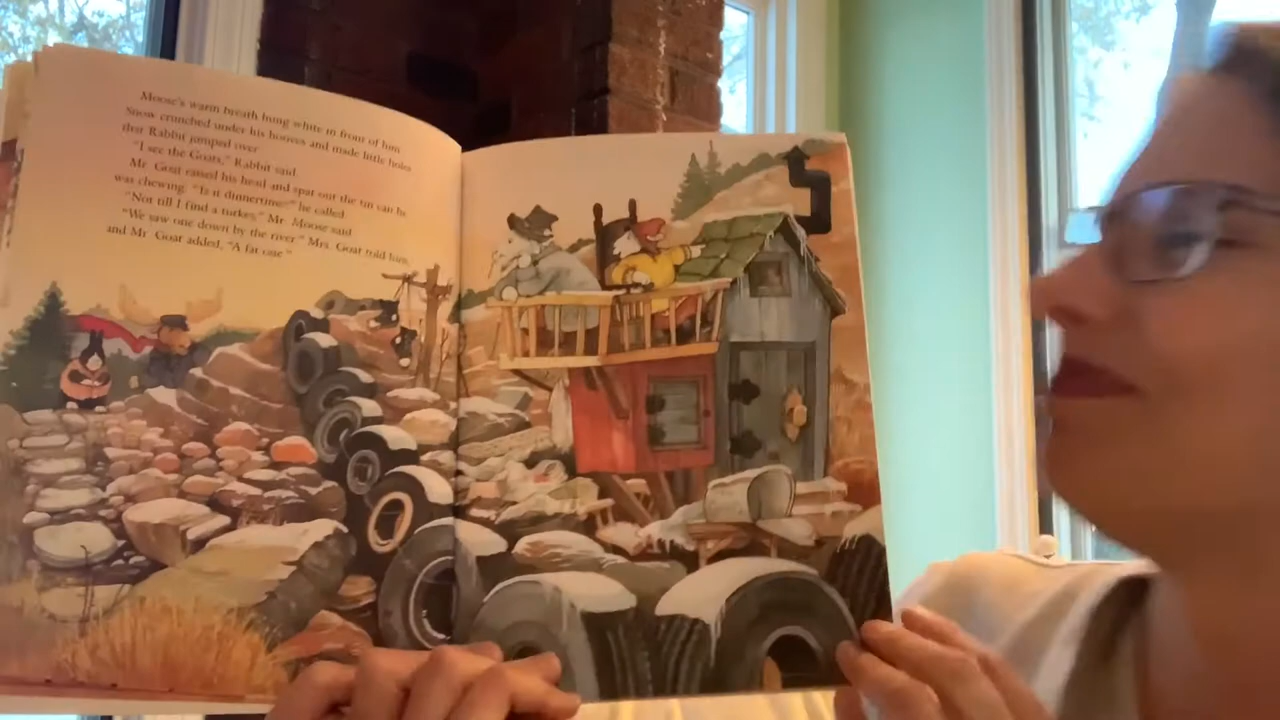 Moose's warm breath hung white in front of him.
Snow crunched under his hooves and made little holes
that Rabbit jumped over.
"I see the Goats," Rabbit said.
Mr. Goat raised his head and spat out the tin can he
was chewing. "Is it dinnertime?" he called.
"Not till I find a turkey," Mr. Moose said.
"We saw one down by the river," Mrs. Goat told him,
and Mr. Goat added, "A fat one."